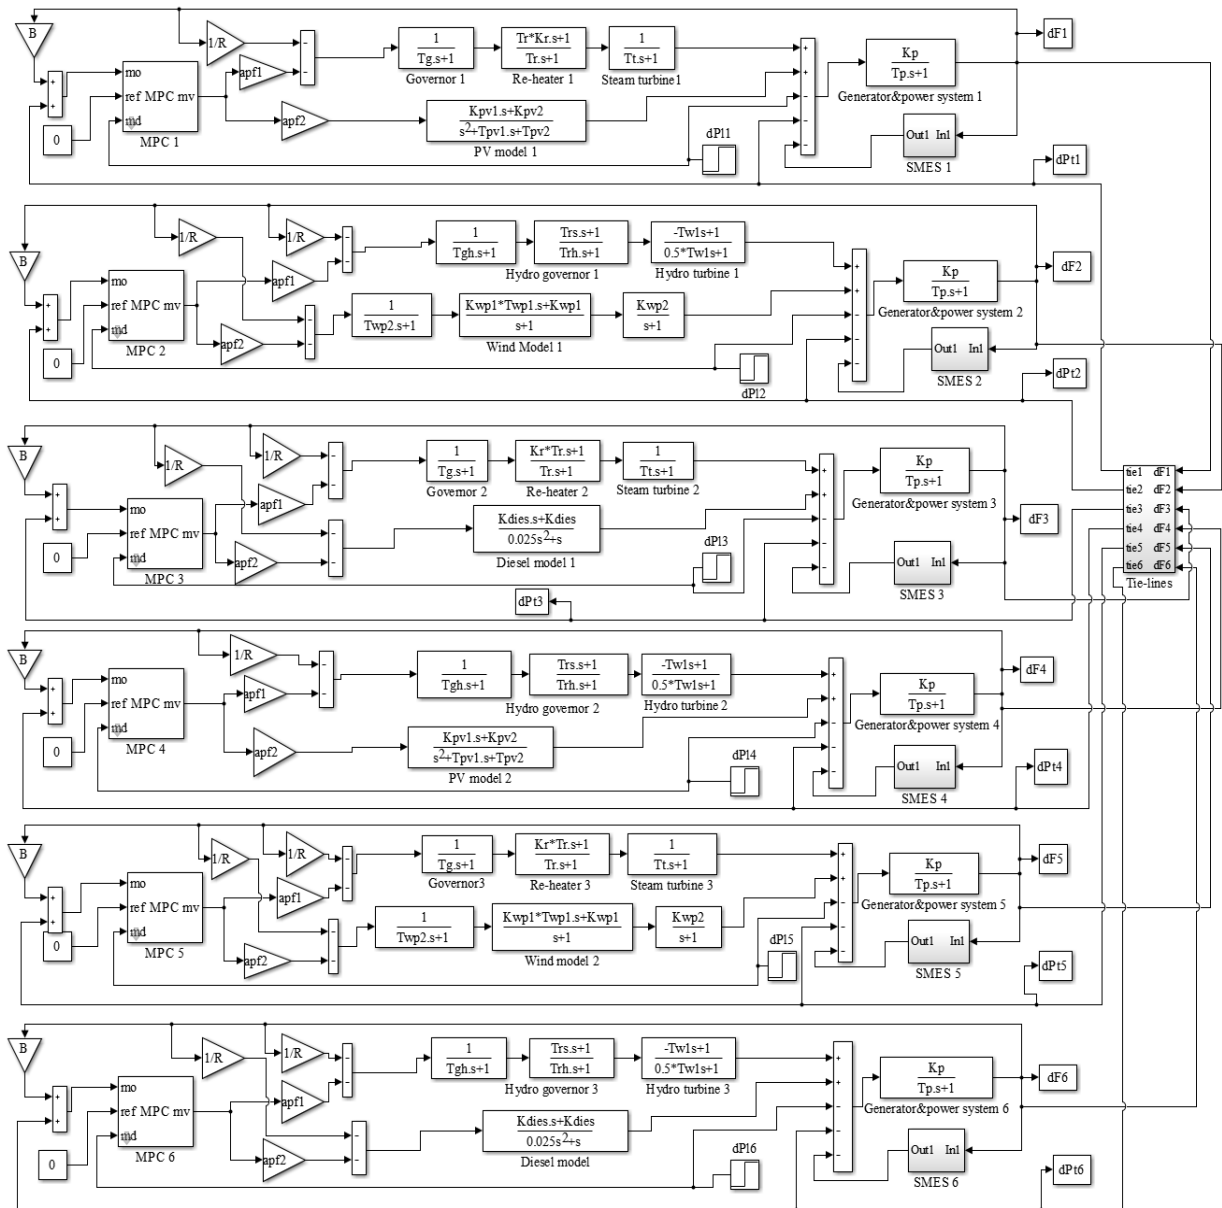 B
1/R
dF1
1
Tg.s+1
Governor 1
Tr*Kr.s+1
Tr.s+1
Re-heater 1
1
Tt.s+1
Steam turbine1
Kp
Tp.s+1
Generator&power system 1
mo
ref MPC mv
md
MPC 1
0
apf1
apf2
Kpv1.s+Kpv2
s²+Tpv1.s+Tpv2
PV model 1
dPl1
Out1 In1
SMES 1
dPt1
B
1/R
1/R
1
Tgh.s+1
Trs.s+1
Trh.s+1
Hydro governor 1
-Tw1s+1
0.5*Tw1s+1
Hydro turbine 1
Kp
Tp.s+1
Generator&power system 2
dF2
mo
ref MPC mv
md
MPC 2
0
apf1
apf2
1
Twp2.s+1
Kwp1*Twp1.s+Kwp1
s+1
Wind Model 1
Kwp2
s+1
dPl2
Out1 In1
SMES 2
dPt2
B
1/R
1/R
1
Tg.s+1
Governor 2
Kr*Tr.s+1
Tr.s+1
Re-heater 2
1
Tt.s+1
Steam turbine 2
Kp
Tp.s+1
Generator&power system 3
dF3
mo
ref MPC mv
md
MPC 3
0
apf1
apf2
Kdies.s+Kdies
0.025s²+s
Diesel model 1
dPl3
Out1 In1
SMES 3
dPt3
tie1 dF1
tie2 dF2
tie3 dF3
tie4 dF4
tie5 dF5
tie6 dF6
Tie-lines
B
1/R
1
Tgh.s+1
Trs.s+1
Trh.s+1
Hydro governor 2
-Tw1s+1
0.5*Tw1s+1
Hydro turbine 2
Kp
Tp.s+1
Generator&power system 4
dF4
mo
ref MPC mv
md
MPC 4
0
apf1
apf2
Kpv1.s+Kpv2
s²+Tpv1.s+Tpv2
PV model 2
dPl4
Out1 In1
SMES 4
dPt4
B
1/R
1/R
1
Tg.s+1
Governor3
Kr*Tr.s+1
Tr.s+1
Re-heater 3
1
Tt.s+1
Steam turbine 3
Kp
Tp.s+1
Generator&power system 5
dF5
mo
ref MPC mv
md
MPC 5
0
apf1
apf2
1
Twp2.s+1
Kwp1*Twp1.s+Kwp1
s+1
Wind model 2
Kwp2
s+1
dPl5
Out1 In1
SMES 5
dPt5
B
1/R
1/R
1
Tgh.s+1
Trs.s+1
Trh.s+1
Hydro governor 3
-Tw1s+1
0.5*Tw1s+1
Hydro turbine 3
Kp
Tp.s+1
Generator&power system 6
dF6
mo
ref MPC mv
md
MPC 6
0
apf1
apf2
Kdies.s+Kdies
0.025s²+s
Diesel model
dPl6
Out1 In1
SMES 6
dPt6